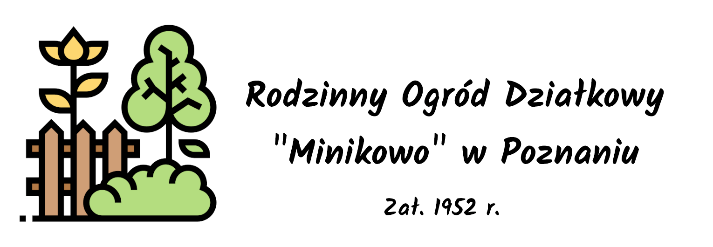 Rodzinny Ogród Działkowy
"Minikowo" w Poznaniu
Zał. 1952 r.